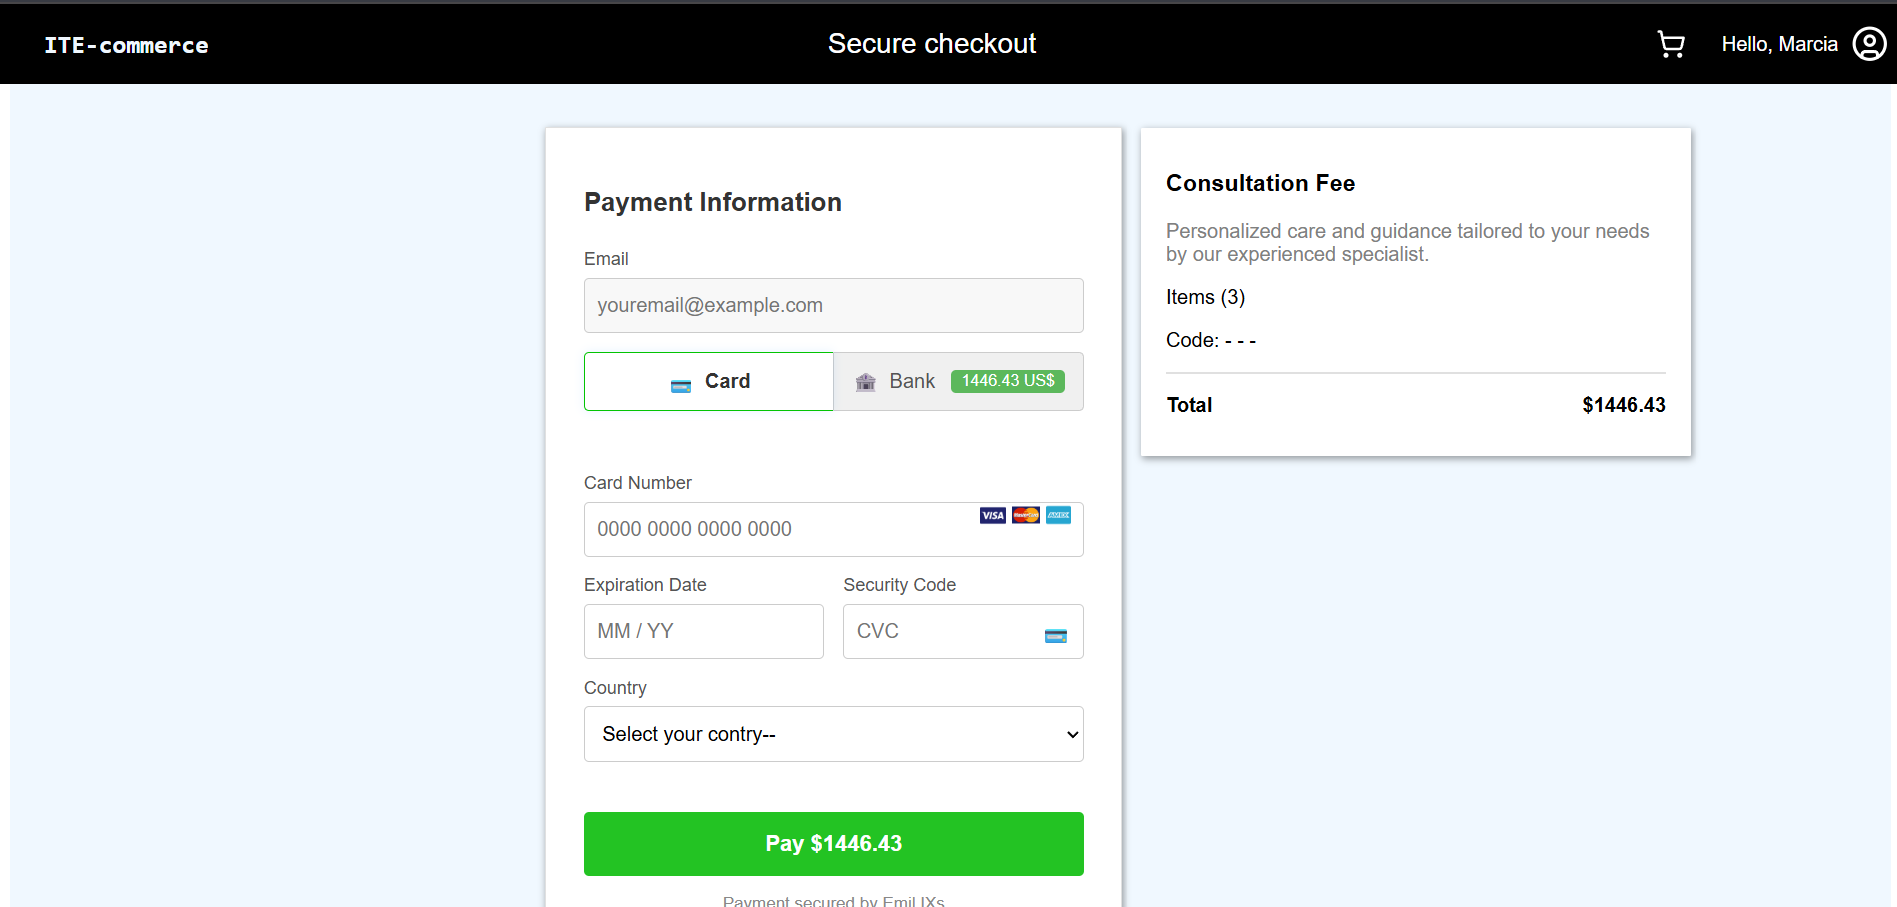 ITE-commerce
Secure checkout
Hello, Marcia
Payment Information
Email
youremail@example.com
Card
Bank 1446.43 US$
Card Number
0000 0000 0000 0000
VISA MasterCard AMEX
Expiration Date
MM / YY
Security Code
CVC
Country
Select your contry--
Pay $1446.43
Payment secured by EmiLIXs
Consultation Fee
Personalized care and guidance tailored to your needs
by our experienced specialist.
Items (3)
Code: - - -
Total $1446.43